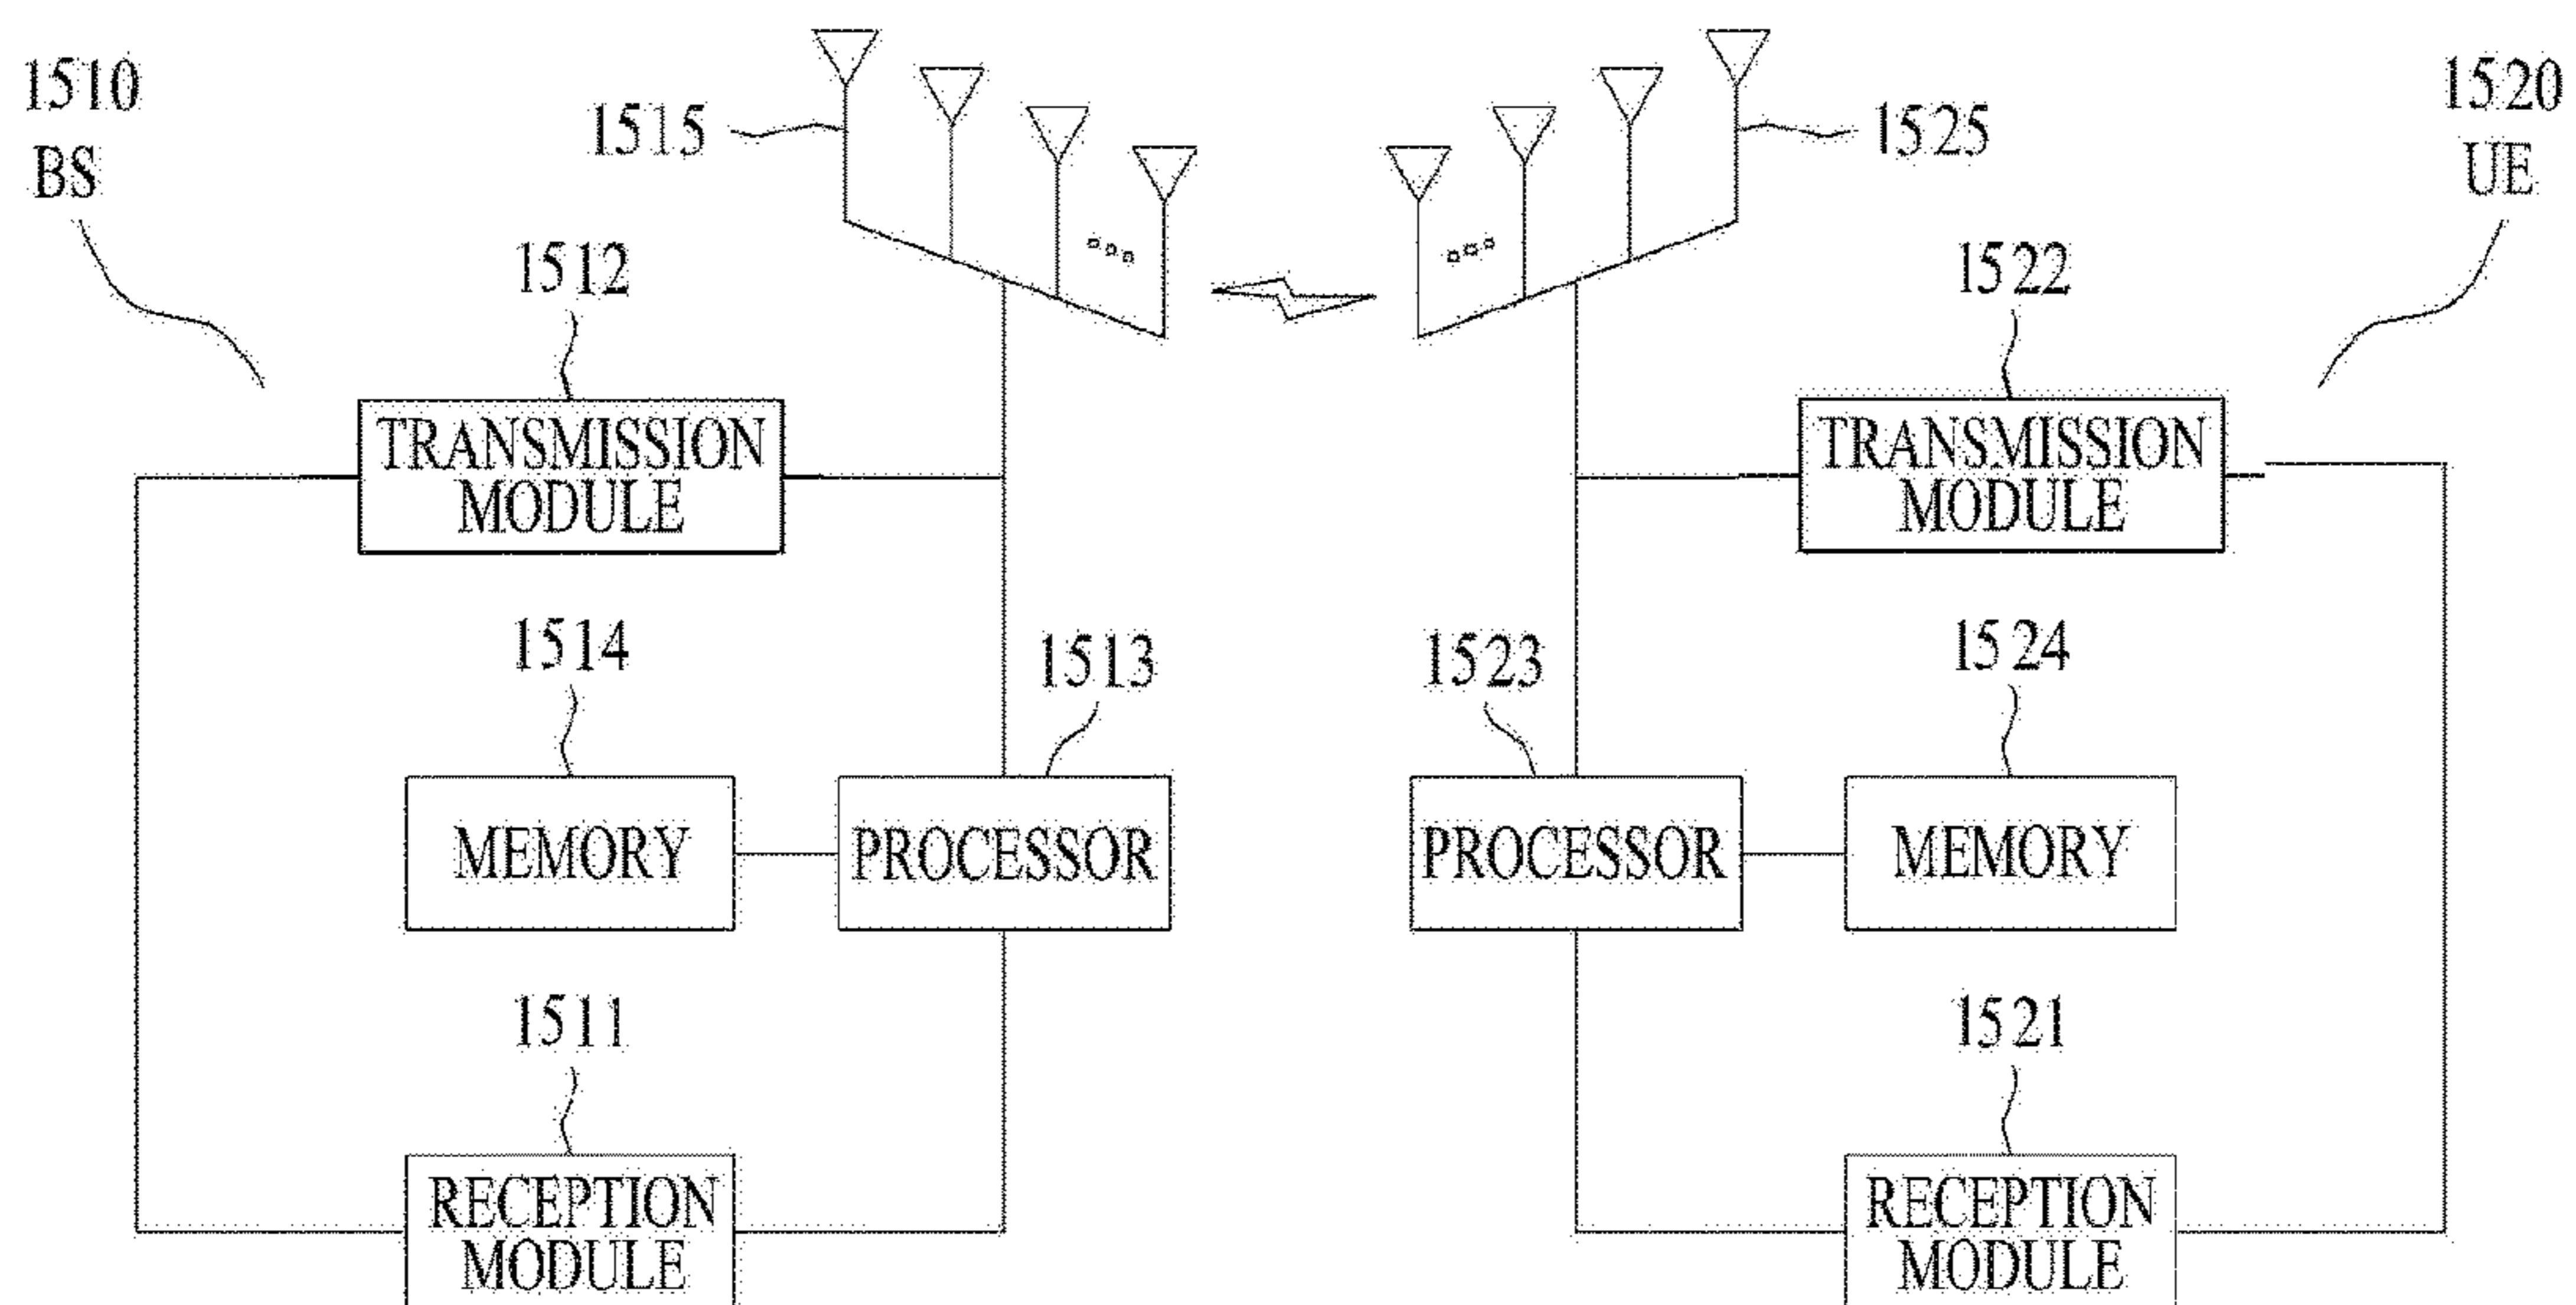 1510
BS
1515
1525
1520
UE
1512
1522
TRANSMISSION
MODULE
TRANSMISSION
MODULE
1514
1513
1523
1524
MEMORY
PROCESSOR
PROCESSOR
MEMORY
1511
1521
RECEPTION
MODULE
RECEPTION
MODULE